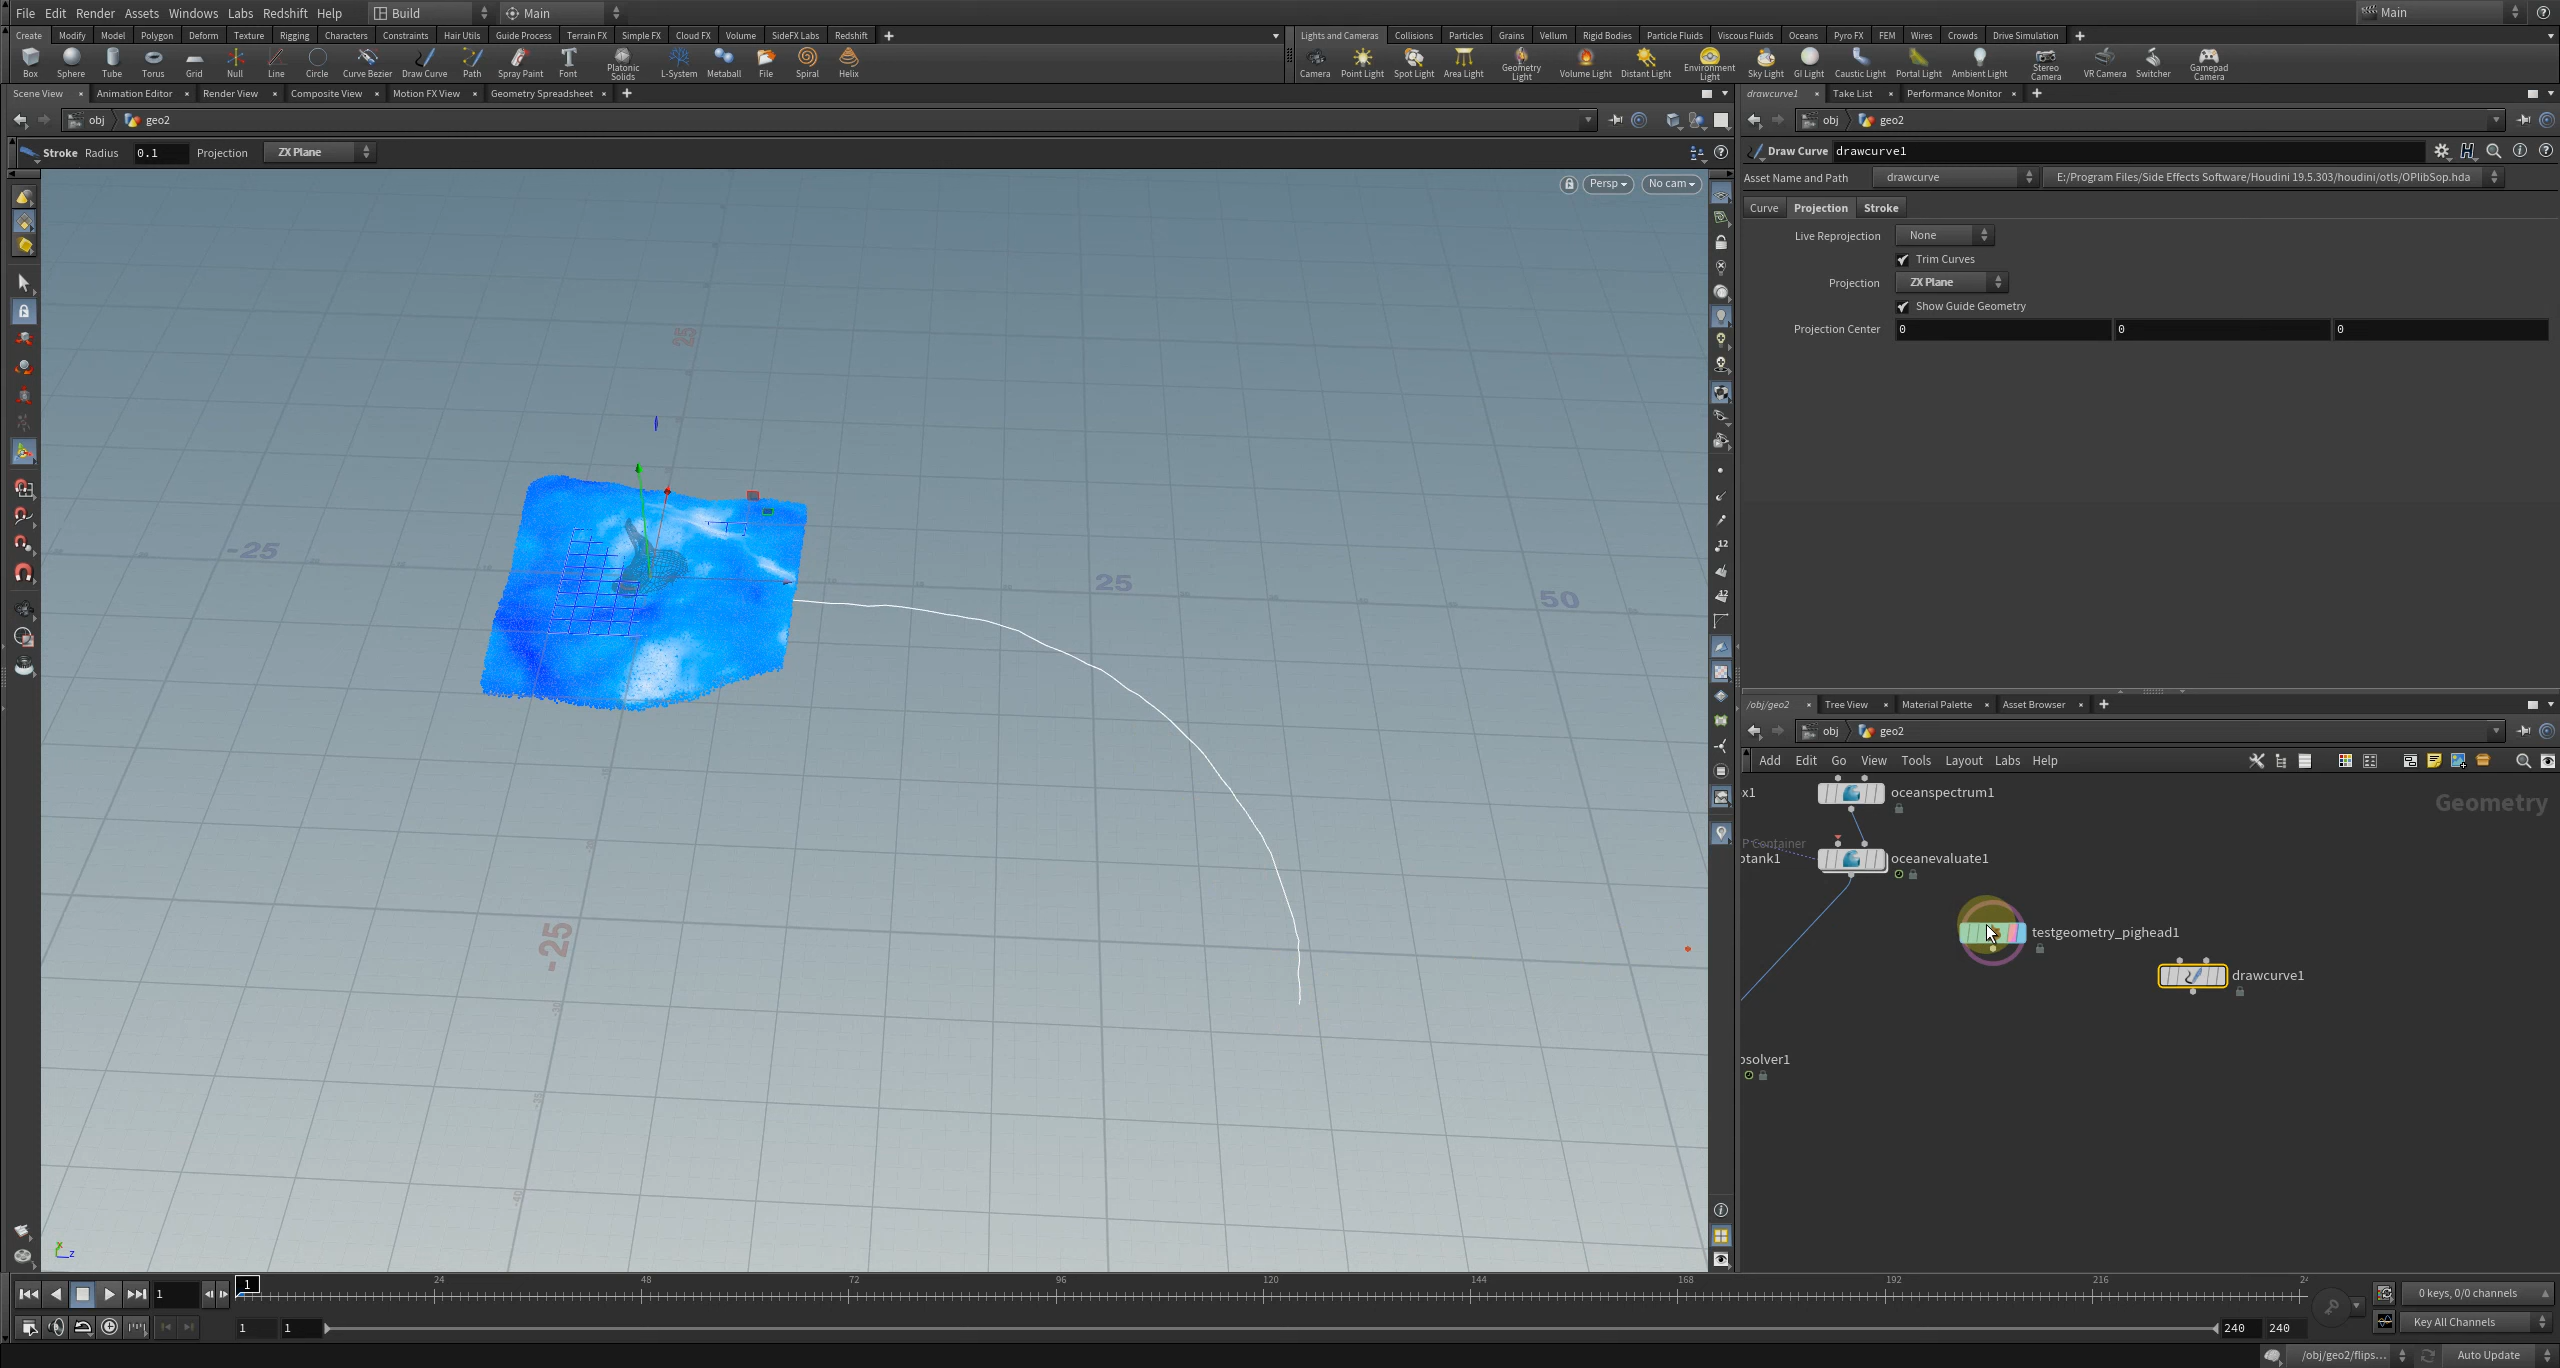 File Edit Render Assets Windows Labs Redshift Help Build Main Main
Create Modify Model Polygon Deform Texture Rigging Characters Constraints Hair Utils Guide Process Terrain FX Simple FX Cloud FX Volume SideFX Labs Redshift
Lights and Cameras Collisions Particles Grains Vellum Rigid Bodies Particle Fluids Viscous Fluids Oceans Pyro FX FEM Wires Crowds Drive Simulation
Box Sphere Tube Torus Grid Null Line Circle Curve Bezier Draw Curve Path Spray Paint Font Platonic Solids L-System Metaball File Spiral Helix
Camera Point Light Spot Light Area Light Geometry Light Volume Light Distant Light Environment Light Sky Light GI Light Caustic Light Portal Light Ambient Light Stereo Camera VR Camera Switcher Gamepad Camera
Scene View Animation Editor Render View Composite View Motion FX View Geometry Spreadsheet
drawcurve1 Take List Performance Monitor
obj geo2
obj geo2
Stroke Radius 0.1 Projection ZX Plane
Draw Curve drawcurve1
Asset Name and Path drawcurve E:/Program Files/Side Effects Software/Houdini 19.5.303/houdini/otls/OPlibSop.hda
Persp No cam
Curve Projection Stroke
Live Reprojection None
Trim Curves
Projection ZX Plane
Show Guide Geometry
Projection Center 0 0 0
25
-25
25
50
-25
/obj/geo2 Tree View Material Palette Asset Browser
obj geo2
Add Edit Go View Tools Layout Labs Help
Geometry
x1 oceanspectrum1
P Container
otank1 oceanevaluate1
testgeometry_pighead1
drawcurve1
osolver1
z
1 1 24 48 72 96 120 144 168 192 216 24
0 keys, 0/0 channels
1 1 240 240 Key All Channels
/obj/geo2/flips... Auto Update